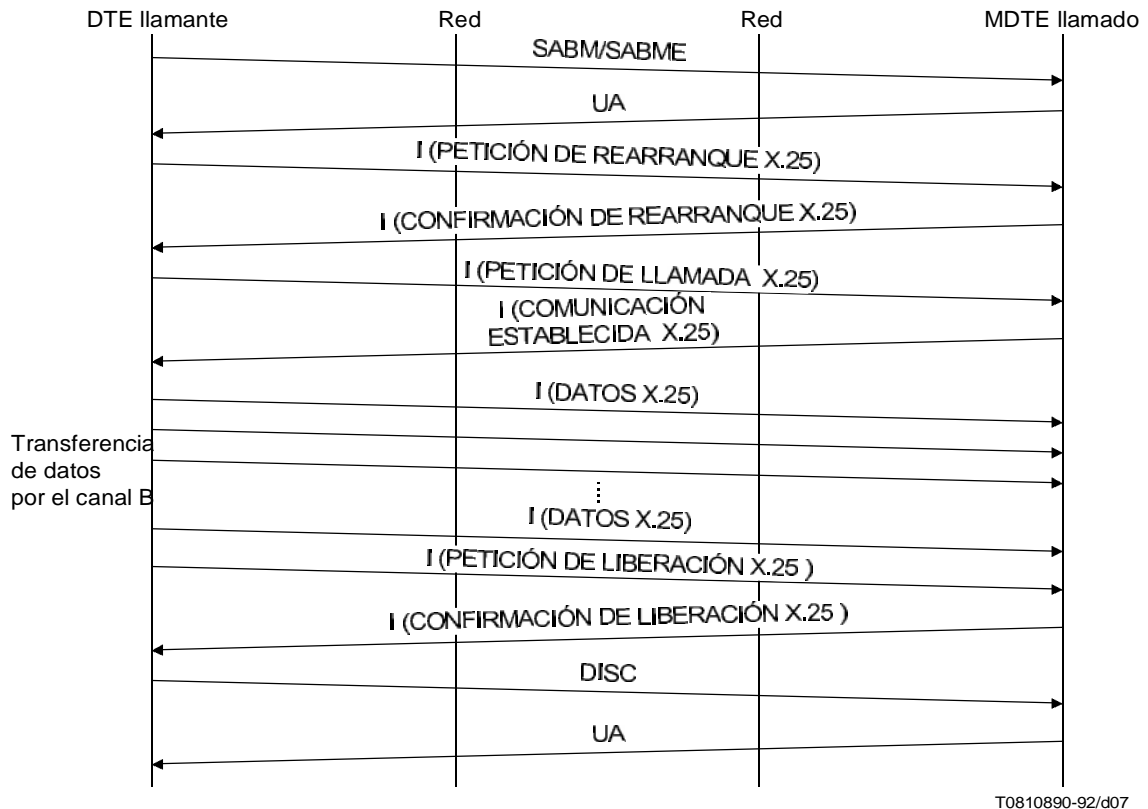 DTE llamante
Red
Red
MDTE llamado
SABM/SABME
UA
I (PETICIÓN DE REARRANQUE X.25)
I (CONFIRMACIÓN DE REARRANQUE X.25)
I (PETICIÓN DE LLAMADA X.25)
I (COMUNICACIÓN
ESTABLECIDA X.25)
I (DATOS X.25)
Transferencia
de datos
por el canal B
I (DATOS X.25)
I (PETICIÓN DE LIBERACIÓN X.25 )
I (CONFIRMACIÓN DE LIBERACIÓN X.25 )
DISC
UA
T0810890-92/d07